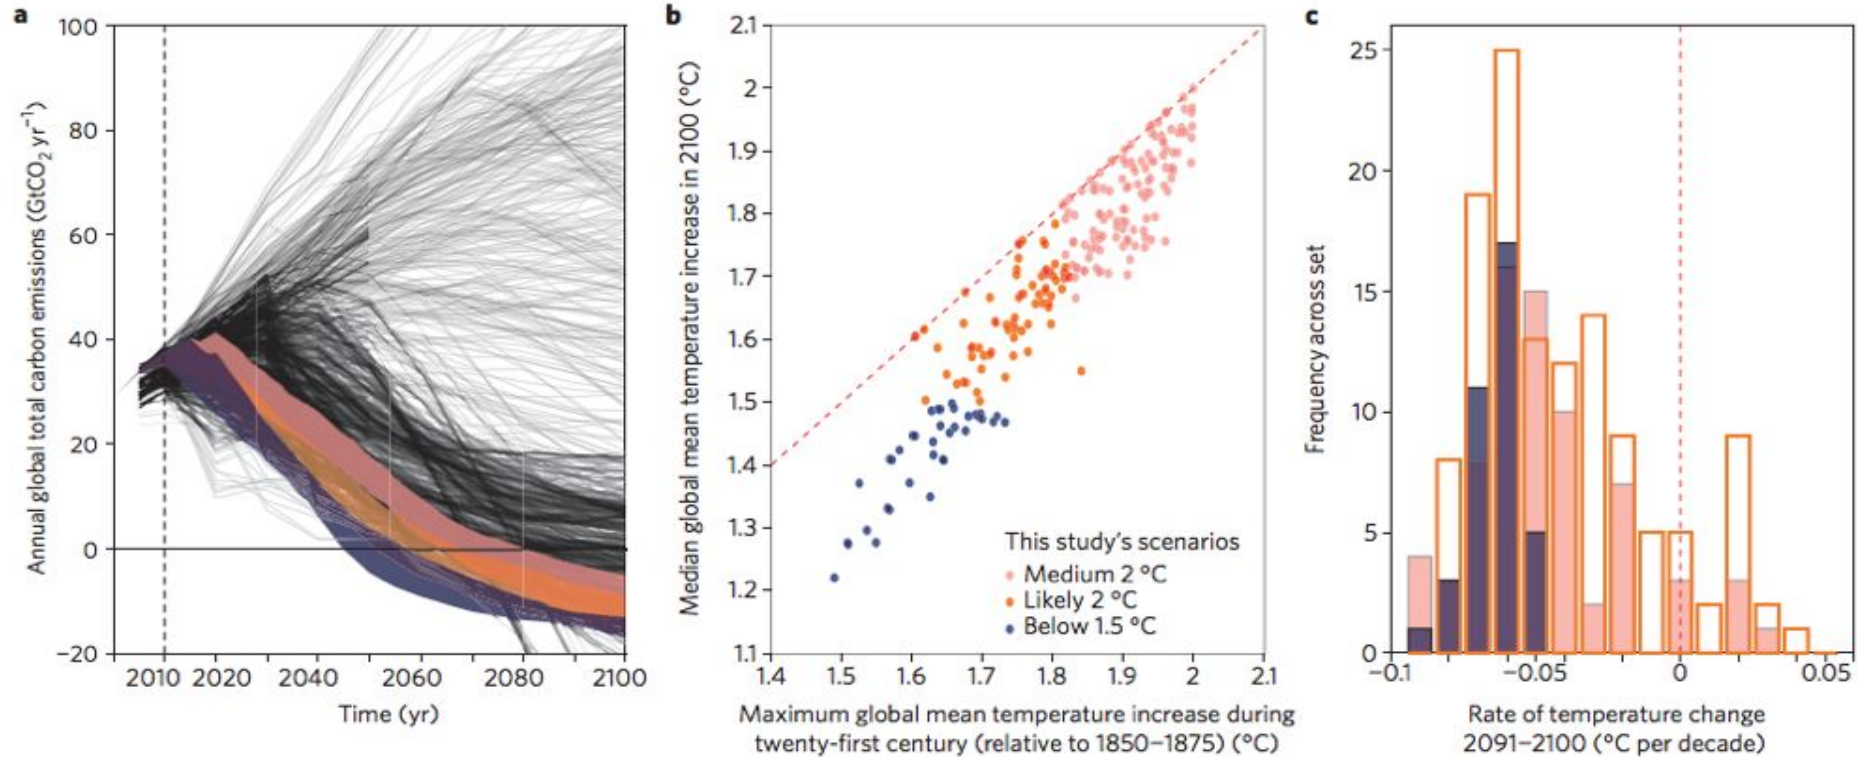 a
Annual global total carbon emissions (GtCO2 yr−1)
100
80
60
40
20
0
−20
2010 2020 2040 2060 2080 2100
Time (yr)
b
Median global mean temperature increase in 2100 (°C)
2.1
2
1.9
1.8
1.7
1.6
1.5
1.4
1.3
1.2
1.1
This study's scenarios
Medium 2 °C
Likely 2 °C
Below 1.5 °C
1.4 1.5 1.6 1.7 1.8 1.9 2 2.1
Maximum global mean temperature increase during
twenty-first century (relative to 1850–1875) (°C)
c
Frequency across set
25
20
15
10
5
0
−0.1 −0.05 0 0.05
Rate of temperature change
2091–2100 (°C per decade)